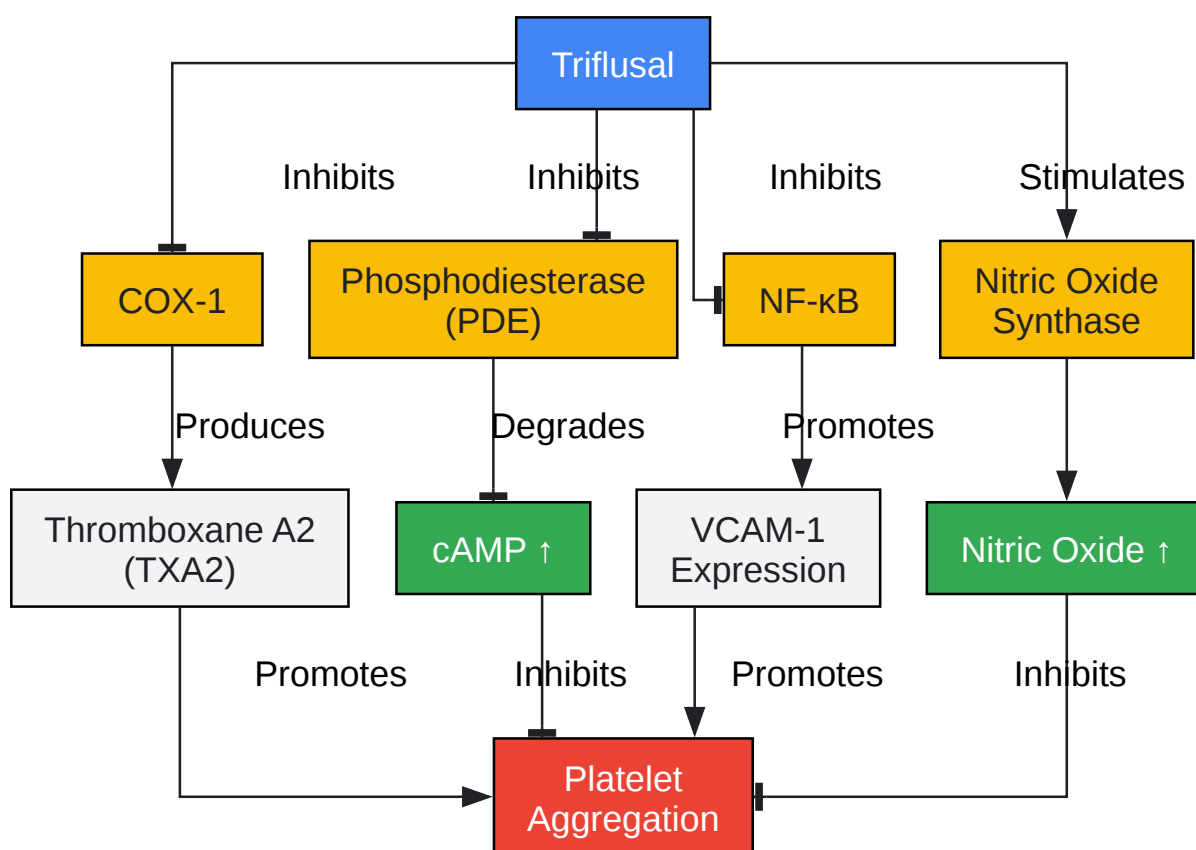 Triflusal
Inhibits
Inhibits
Inhibits
Stimulates
COX-1
Phosphodiesterase
(PDE)
NF-κB
Nitric Oxide
Synthase
Produces
Degrades
Promotes
Thromboxane A2
(TXA2)
cAMP ↑
VCAM-1
Expression
Nitric Oxide ↑
Promotes
Inhibits
Promotes
Inhibits
Platelet
Aggregation